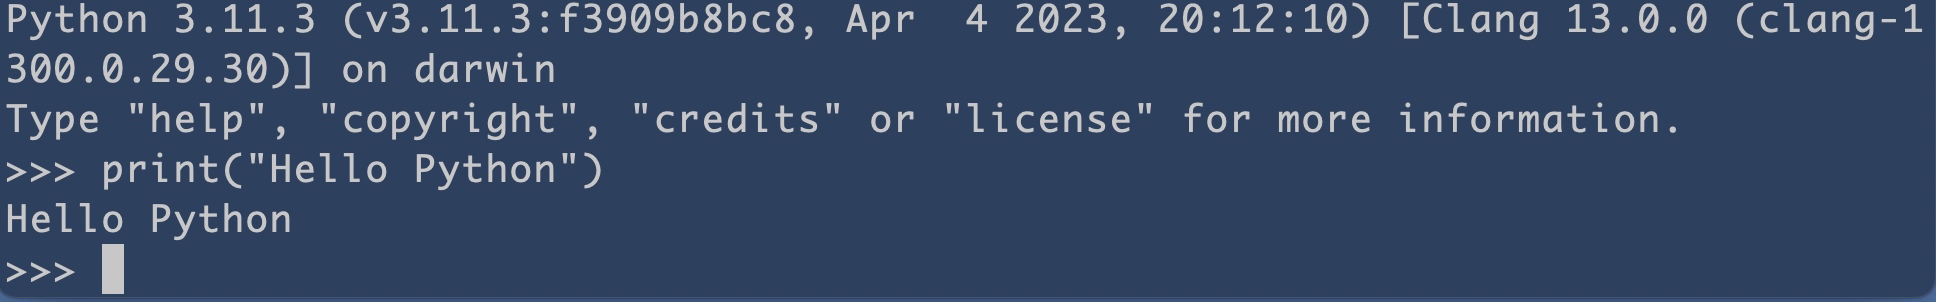 Python 3.11.3 (v3.11.3:f3909b8bc8, Apr  4 2023, 20:12:10) [Clang 13.0.0 (clang-1
300.0.29.30)] on darwin
Type "help", "copyright", "credits" or "license" for more information.
>>> print("Hello Python")
Hello Python
>>>